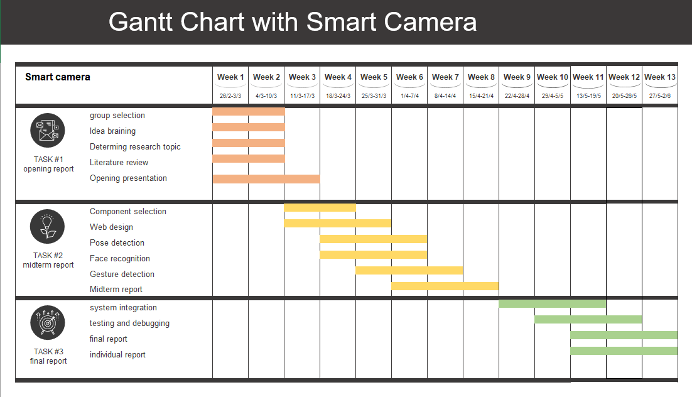 Gantt Chart with Smart Camera
Smart camera Week 1 Week 2 Week 3 Week 4 Week 5 Week 6 Week 7 Week 8 Week 9 Week 10 Week 11 Week 12 Week 13
26/2-3/3 4/3-10/3 11/3-17/3 18/3-24/3 25/3-31/3 1/4-7/4 8/4-14/4 15/4-21/4 22/4-28/4 29/4-5/5 13/5-19/5 20/5-26/5 27/5-2/6
TASK #1
opening report
group selection
Idea braining
Determing research topic
Literature review
Opening presentation
TASK #2
midterm report
Component selection
Web design
Pose detection
Face recognition
Gesture detection
Midterm report
TASK #3
final report
system integration
testing and debugging
final report
individual report